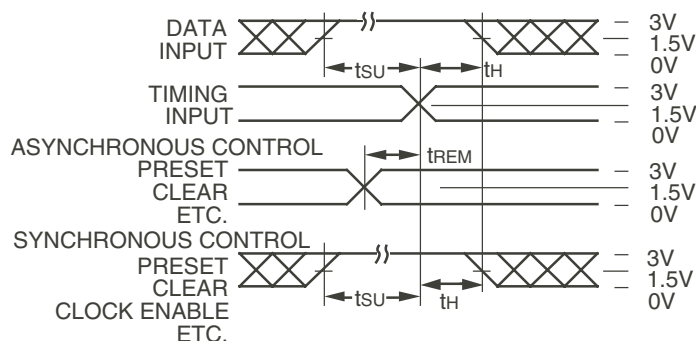 DATA
INPUT
3V
1.5V
0V
tSU
tH
TIMING
INPUT
3V
1.5V
0V
ASYNCHRONOUS CONTROL
PRESET
CLEAR
ETC.
tREM
3V
1.5V
0V
SYNCHRONOUS CONTROL
PRESET
CLEAR
CLOCK ENABLE
ETC.
tSU
tH
3V
1.5V
0V